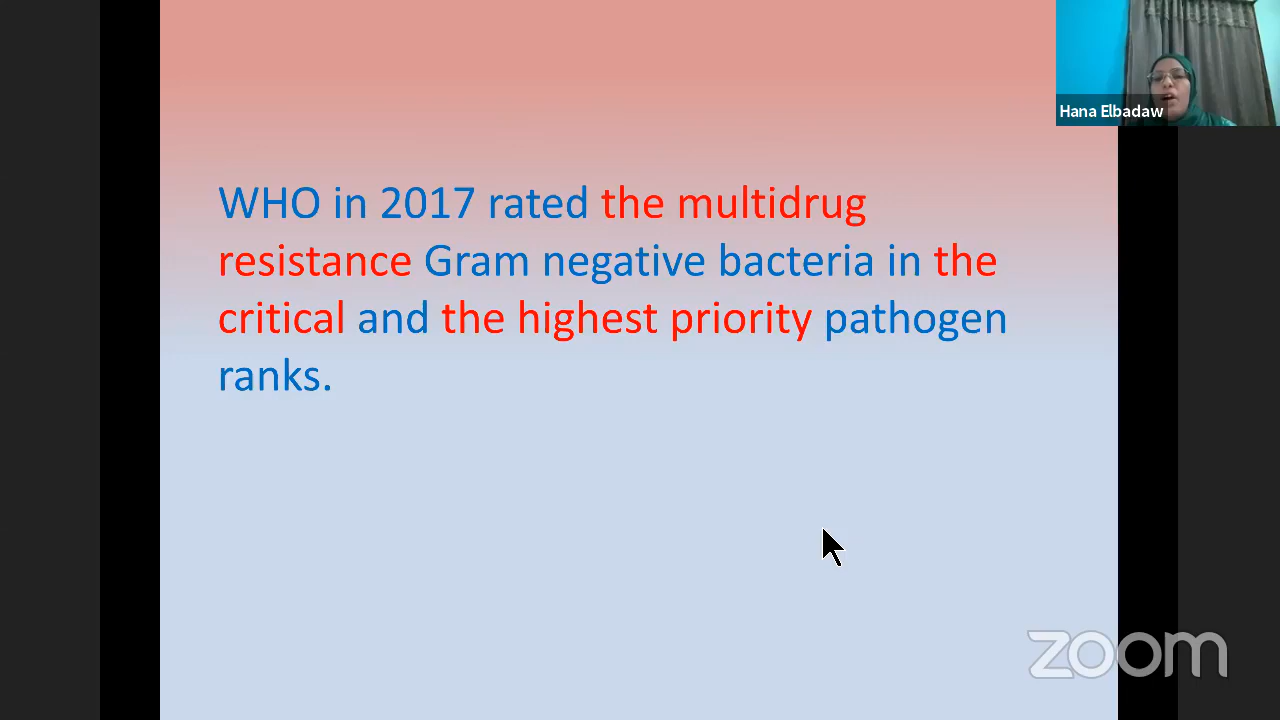 Hana Elbadaw
WHO in 2017 rated the multidrug
resistance Gram negative bacteria in the
critical and the highest priority pathogen
ranks.
zoom